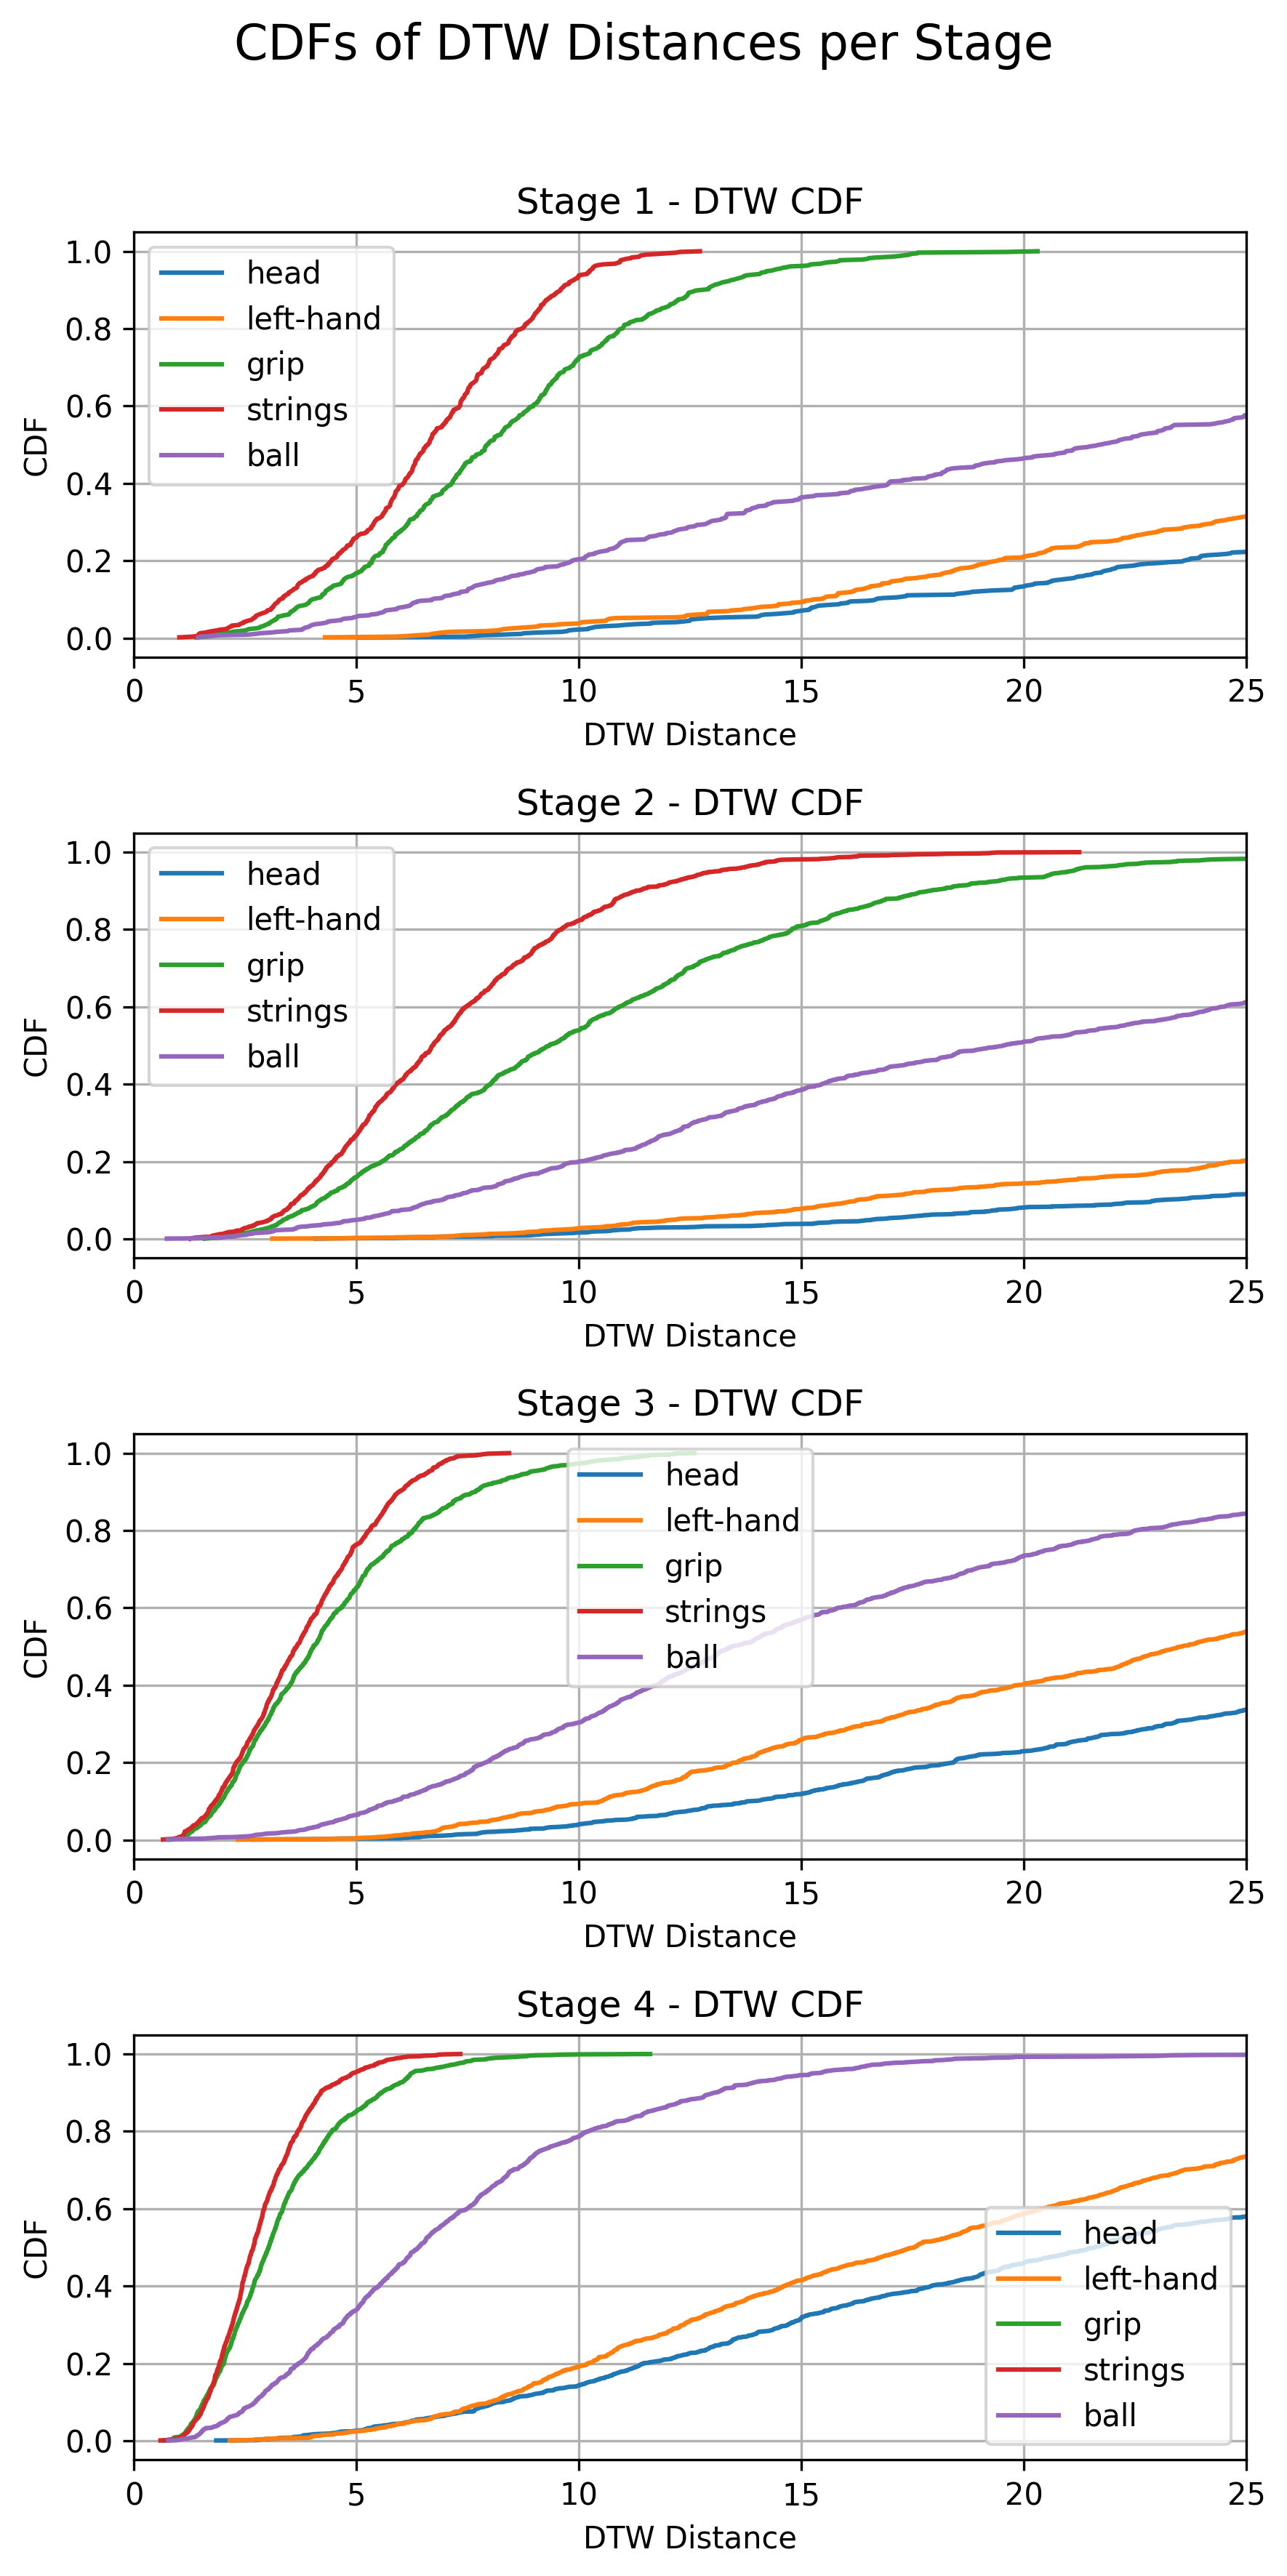 CDFs of DTW Distances per Stage
Stage 1 - DTW CDF
1.0
0.8
0.6
0.4
0.2
0.0
CDF
head
left-hand
grip
strings
ball
0 5 10 15 20 25
DTW Distance
Stage 2 - DTW CDF
1.0
0.8
0.6
0.4
0.2
0.0
CDF
head
left-hand
grip
strings
ball
0 5 10 15 20 25
DTW Distance
Stage 3 - DTW CDF
1.0
0.8
0.6
0.4
0.2
0.0
CDF
head
left-hand
grip
strings
ball
0 5 10 15 20 25
DTW Distance
Stage 4 - DTW CDF
1.0
0.8
0.6
0.4
0.2
0.0
CDF
head
left-hand
grip
strings
ball
0 5 10 15 20 25
DTW Distance